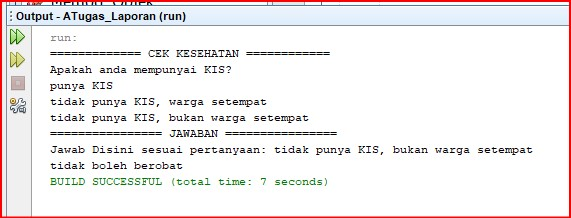 Output - ATugas_Laporan (run)
run:
============= CEK KESEHATAN ============
Apakah anda mempunyai KIS?
punya KIS
tidak punya KIS, warga setempat
tidak punya KIS, bukan warga setempat
================ JAWABAN ================
Jawab Disini sesuai pertanyaan: tidak punya KIS, bukan warga setempat
tidak boleh berobat
BUILD SUCCESSFUL (total time: 7 seconds)